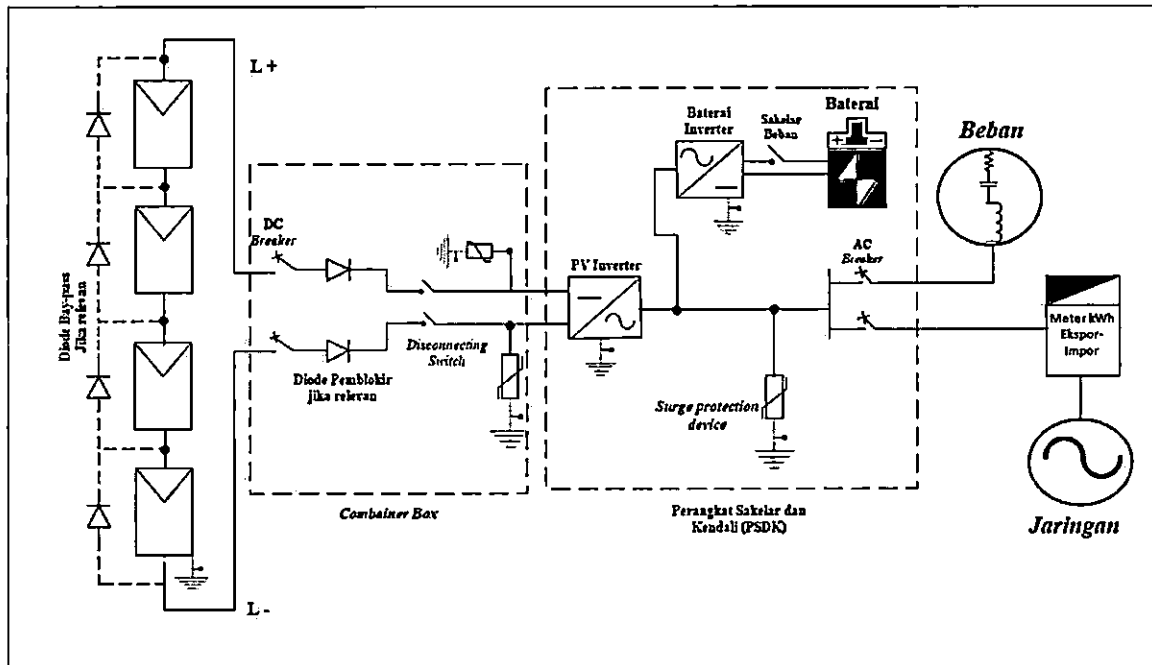 L +
Diode Bay-pass
Jika relevan
L -
DC
Breaker
Diode Pemblokir
jika relevan
Disconnecting
Switch
Combainer Box
PV Inverter
Baterai
Inverter
Sakelar
Beban
Baterai
+ -
AC
Breaker
Surge protection
device
Perangkat Sakelar dan
Kendali (PSDK)
Beban
Meter kWh
Ekspor-
Impor
Jaringan